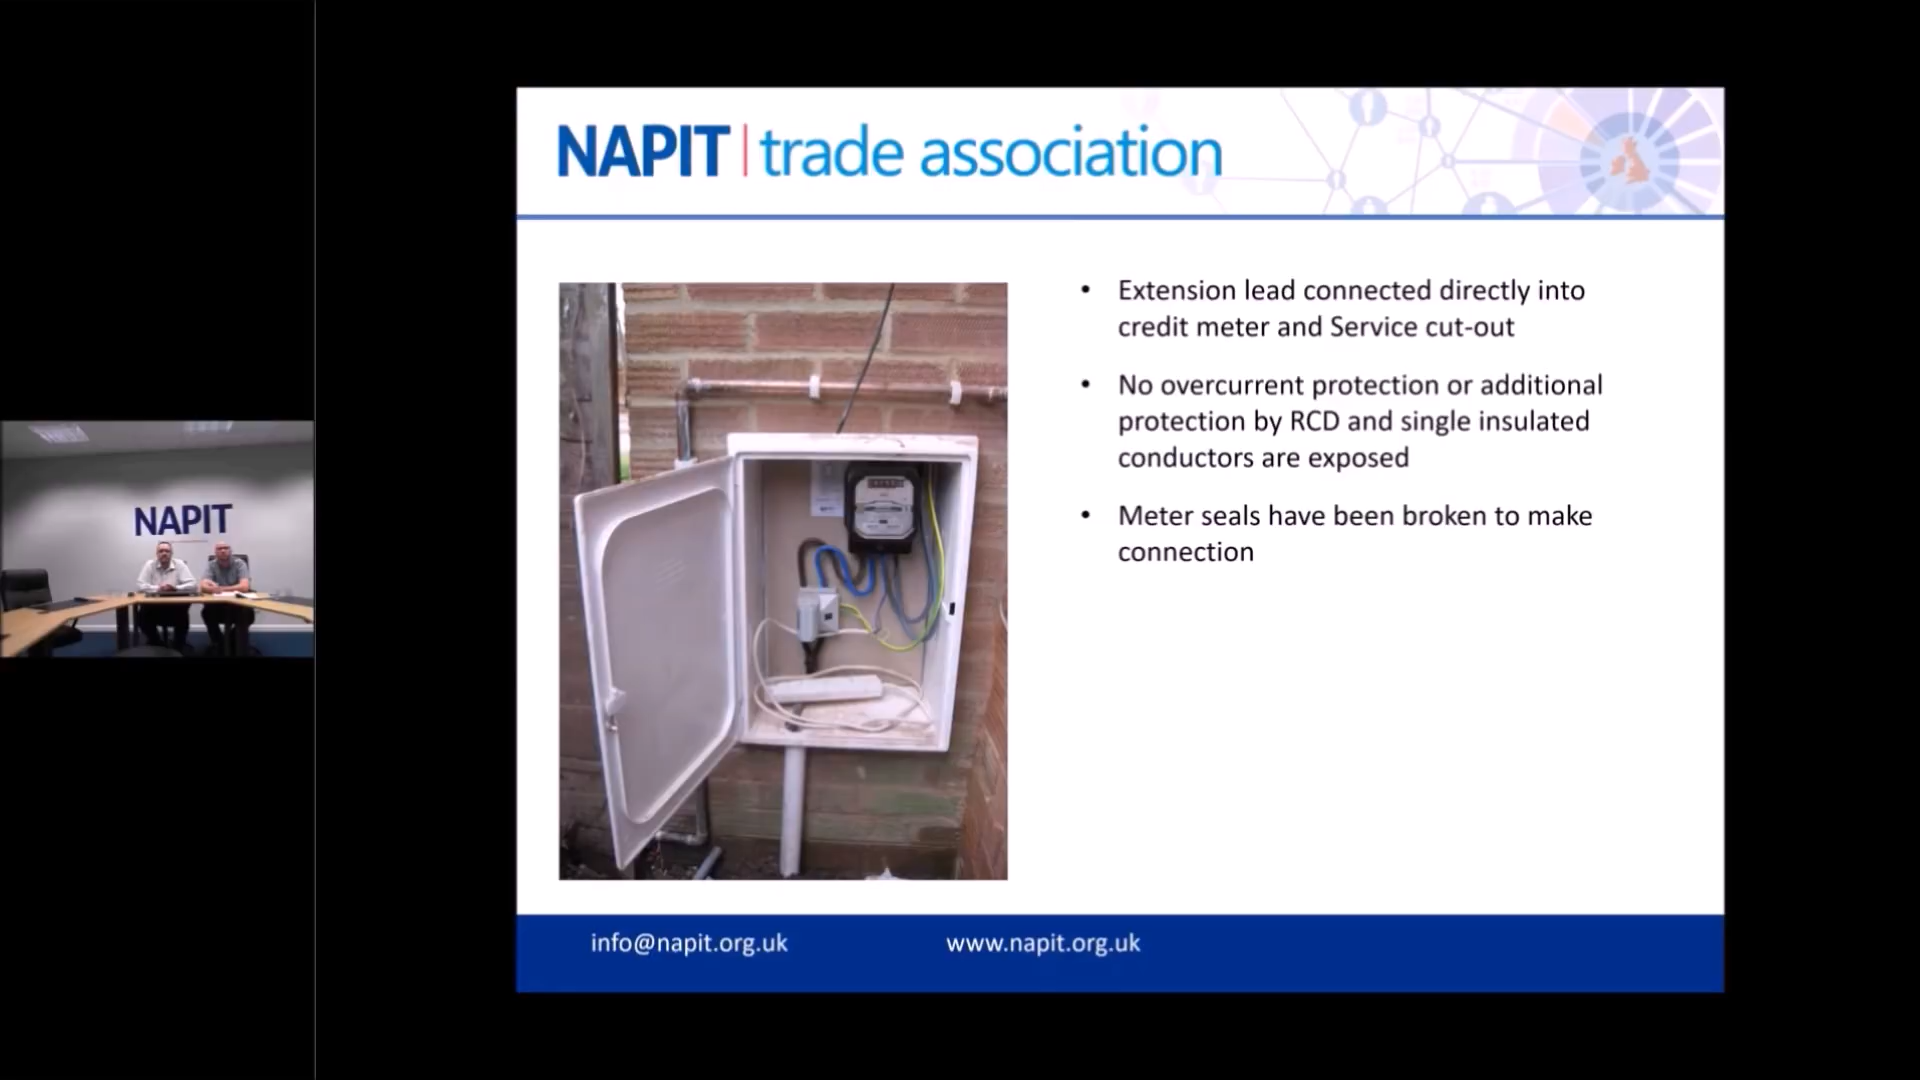 NAPIT
NAPIT | trade association
• Extension lead connected directly into
credit meter and Service cut-out
• No overcurrent protection or additional
protection by RCD and single insulated
conductors are exposed
• Meter seals have been broken to make
connection
info@napit.org.uk www.napit.org.uk